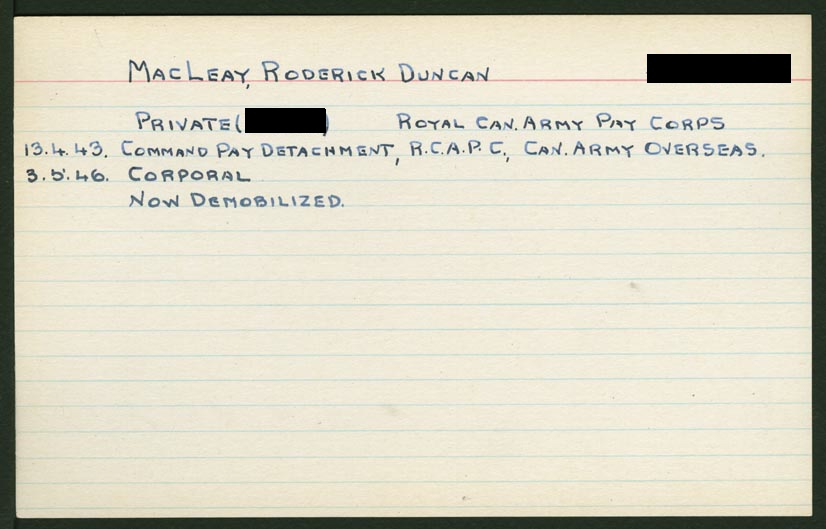 MacLeay, Roderick Duncan
Private ( ) Royal Can. Army Pay Corps
13.4.43. Command Pay Detachment, R.C.A.P.C., Can. Army Overseas.
3.5.46. Corporal
Now Demobilized.